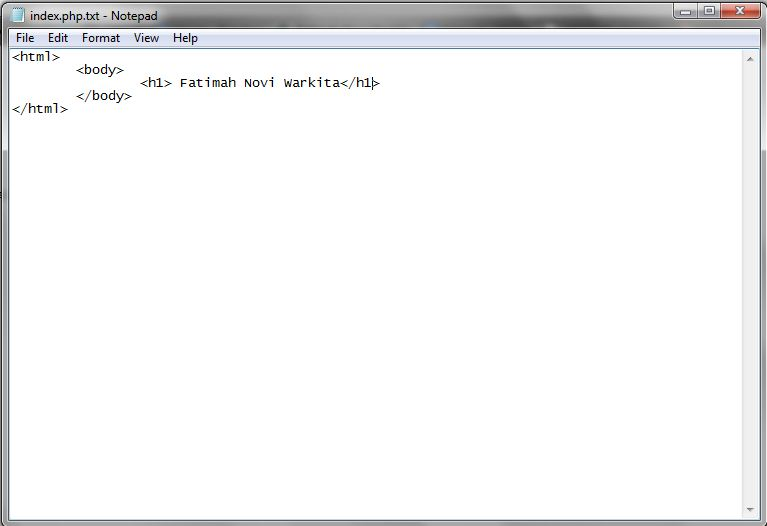 index.php.txt - Notepad
File Edit Format View Help
<html>
<body>
<h1> Fatimah Novi Warkita</h1>
</body>
</html>